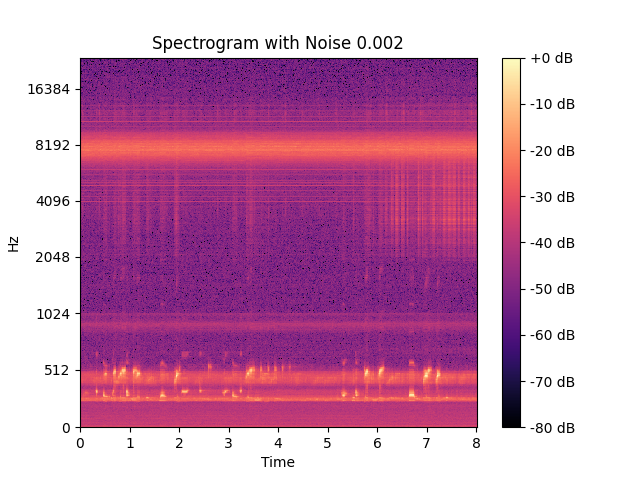 Spectrogram with Noise 0.002
Hz
16384
8192
4096
2048
1024
512
0
0 1 2 3 4 5 6 7 8
Time
+0 dB
-10 dB
-20 dB
-30 dB
-40 dB
-50 dB
-60 dB
-70 dB
-80 dB